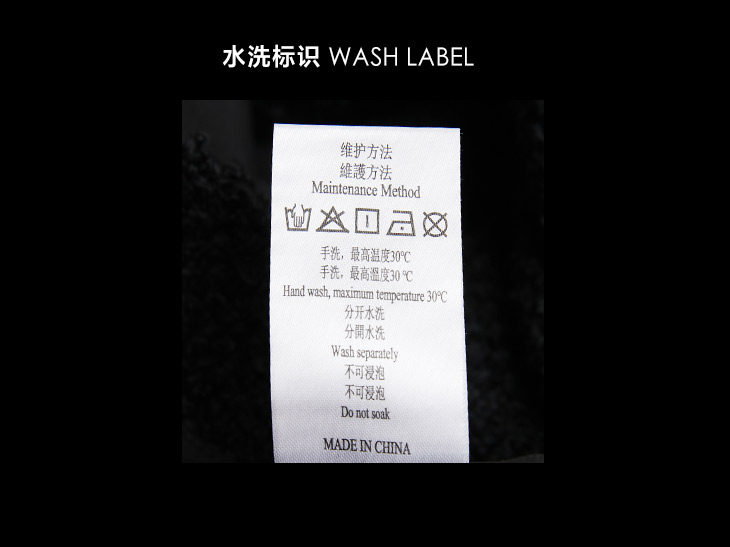 水洗标识 WASH LABEL
维护方法
維護方法
Maintenance Method
手洗，最高温度30℃
手洗，最高溫度30 ℃
Hand wash, maximum temperature 30℃
分开水洗
分開水洗
Wash separately
不可浸泡
不可浸泡
Do not soak
MADE IN CHINA